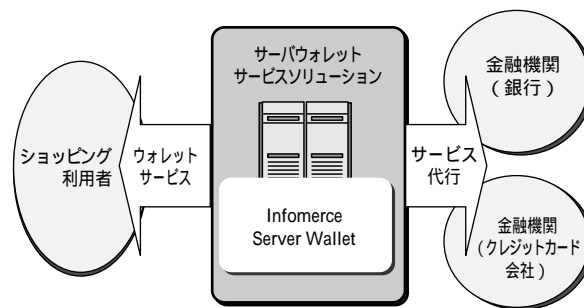 サーバウォレット
サービスソリューション
ショッピング
利用者
ウォレット
サービス
Infomerce
Server Wallet
サービス
代行
金融機関
（銀行）
金融機関
（クレジットカード
会社）